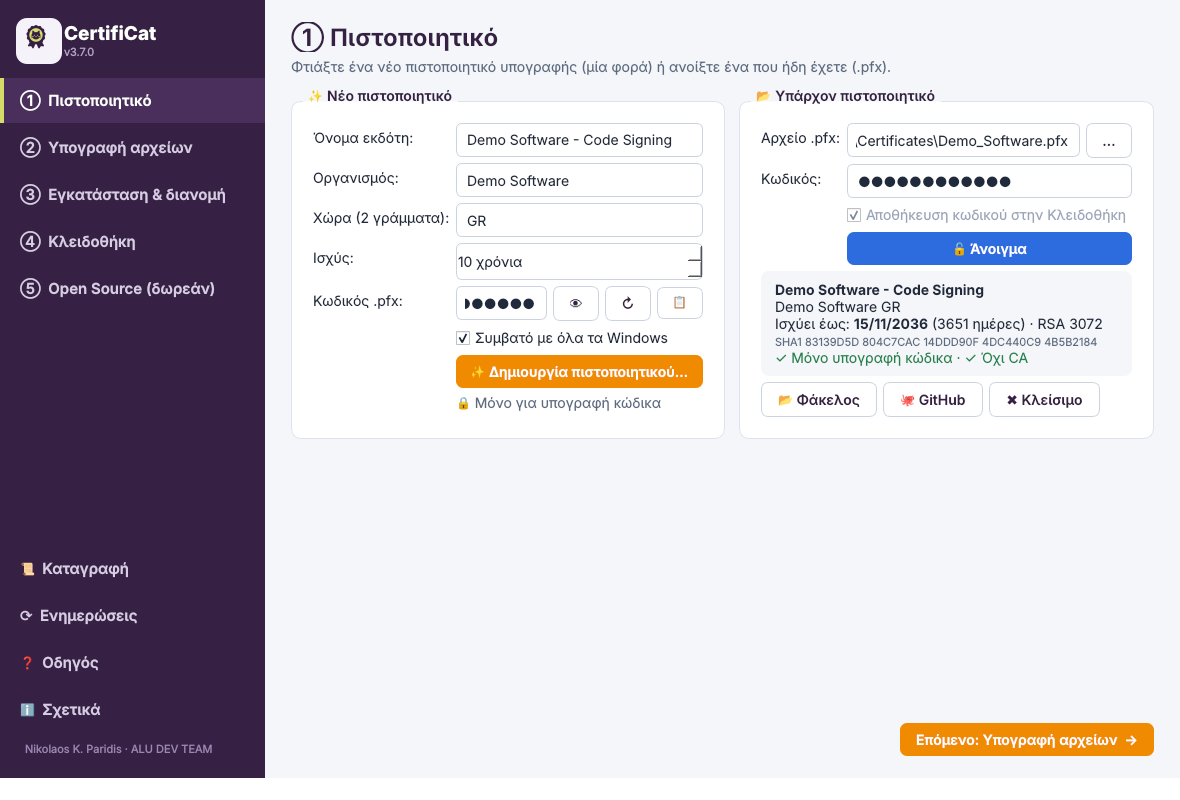 CertifiCat
v3.7.0
① Πιστοποιητικό
② Υπογραφή αρχείων
③ Εγκατάσταση & διανομή
④ Κλειδοθήκη
⑤ Open Source (δωρεάν)
Καταγραφή
Ενημερώσεις
Οδηγός
Σχετικά
Nikolaos K. Paridis · ALU DEV TEAM
① Πιστοποιητικό
Φτιάξτε ένα νέο πιστοποιητικό υπογραφής (μία φορά) ή ανοίξτε ένα που ήδη έχετε (.pfx).
Νέο πιστοποιητικό
Όνομα εκδότη: Demo Software - Code Signing
Οργανισμός: Demo Software
Χώρα (2 γράμματα): GR
Ισχύς: 10 χρόνια
Κωδικός .pfx: ●●●●●●
Συμβατό με όλα τα Windows
Δημιουργία πιστοποιητικού...
Μόνο για υπογραφή κώδικα
Υπάρχον πιστοποιητικό
Αρχείο .pfx: Certificates\Demo_Software.pfx ...
Κωδικός: ●●●●●●●●●●●●
Αποθήκευση κωδικού στην Κλειδοθήκη
Άνοιγμα
Demo Software - Code Signing
Demo Software GR
Ισχύει έως: 15/11/2036 (3651 ημέρες) · RSA 3072
SHA1 83139D5D 804C7CAC 14DDD90F 4DC440C9 4B5B2184
✓ Μόνο υπογραφή κώδικα · ✓ Όχι CA
Φάκελος GitHub ✖ Κλείσιμο
Επόμενο: Υπογραφή αρχείων →